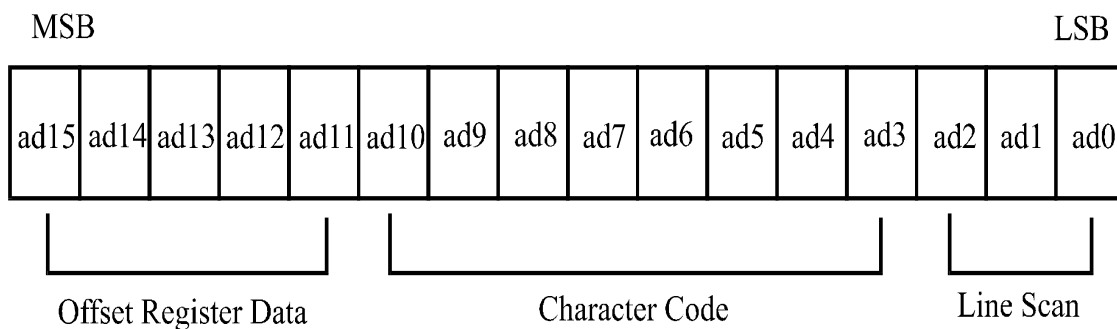 MSB LSB
ad15 ad14 ad13 ad12 ad11 ad10 ad9 ad8 ad7 ad6 ad5 ad4 ad3 ad2 ad1 ad0
Offset Register Data Character Code Line Scan